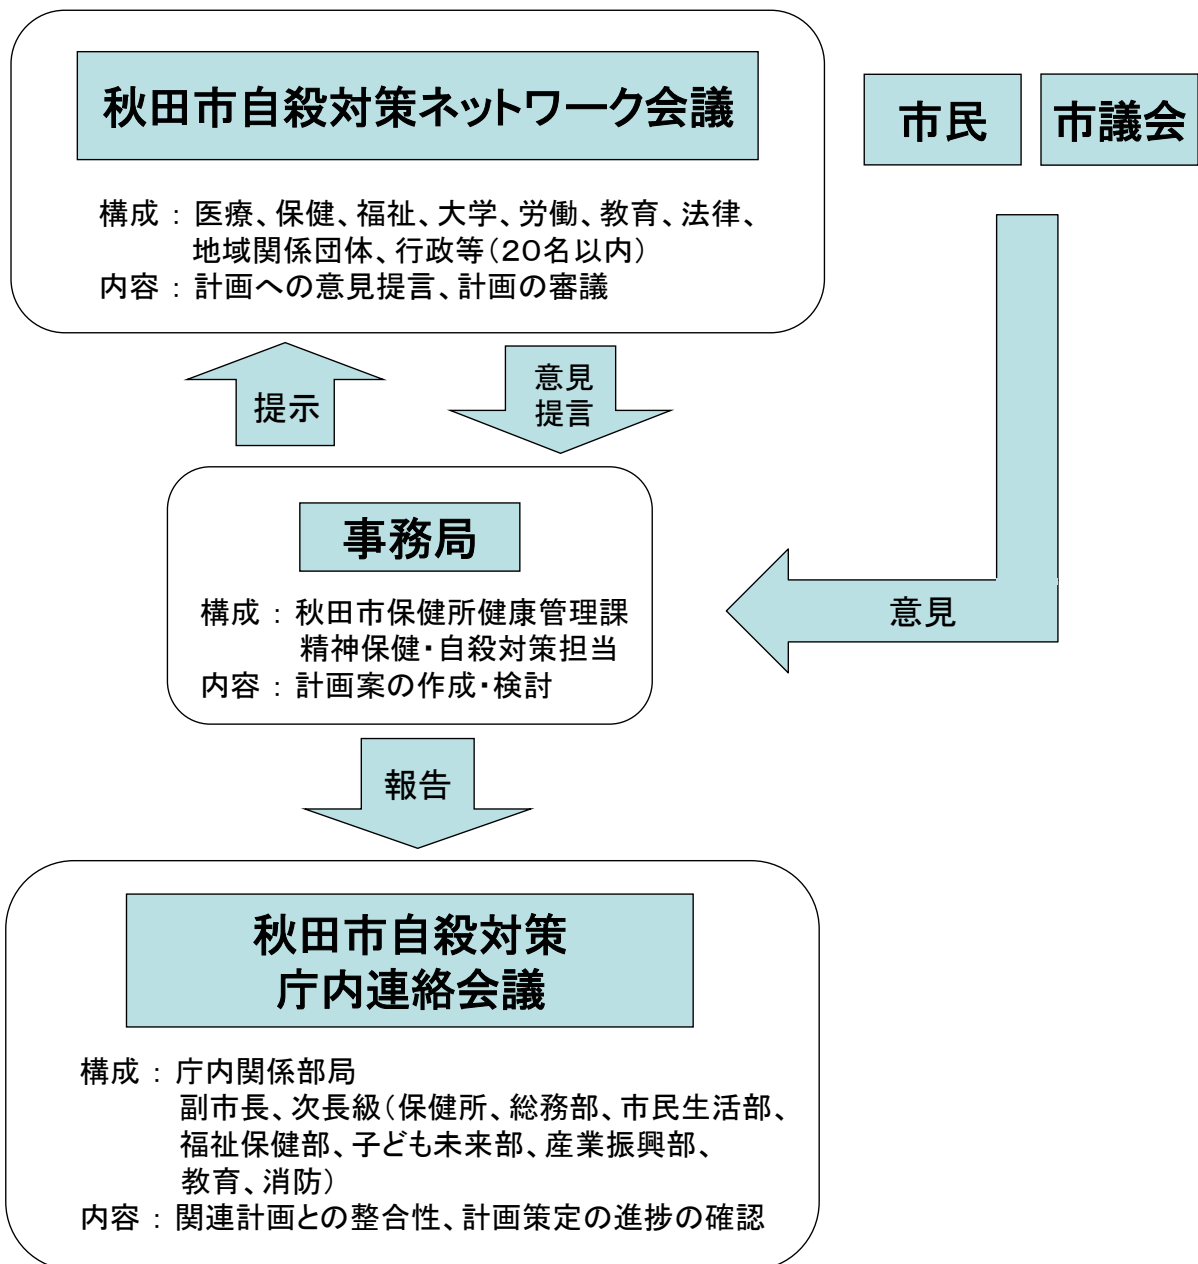 秋田市自殺対策ネットワーク会議
市民
市議会
構成 : 医療、保健、福祉、大学、労働、教育、法律、
地域関係団体、行政等(20名以内)
内容 : 計画への意見提言、計画の審議
提示
意見
提言
事務局
構成 : 秋田市保健所健康管理課
精神保健・自殺対策担当
内容 : 計画案の作成・検討
意見
報告
秋田市自殺対策
庁内連絡会議
構成 : 庁内関係部局
副市長、次長級(保健所、総務部、市民生活部、
福祉保健部、子ども未来部、産業振興部、
教育、消防)
内容 : 関連計画との整合性、計画策定の進捗の確認